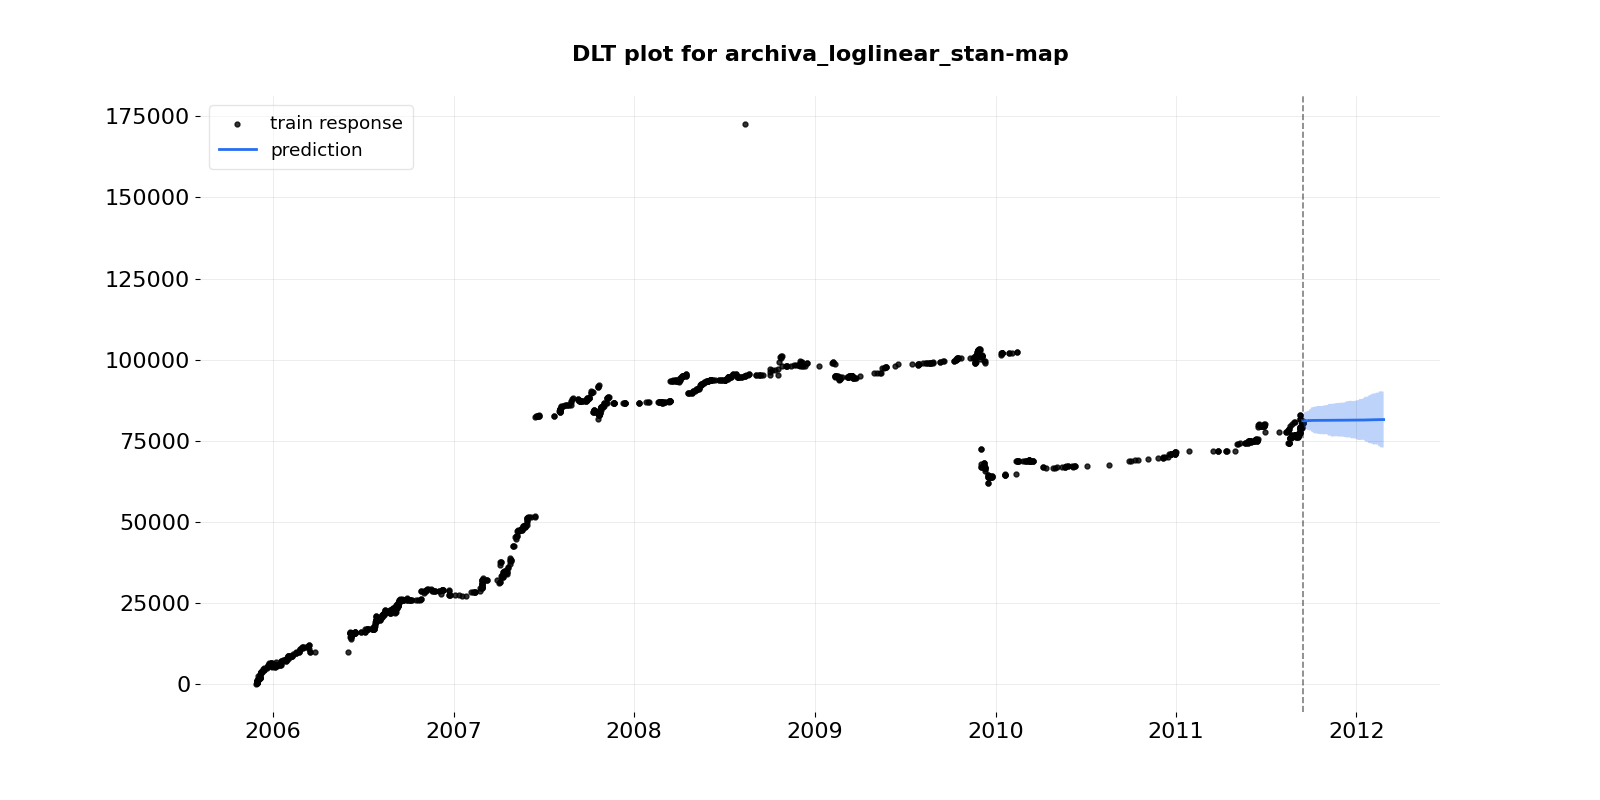 DLT plot for archiva_loglinear_stan-map
train response
prediction
175000
150000
125000
100000
75000
50000
25000
0
2006 2007 2008 2009 2010 2011 2012